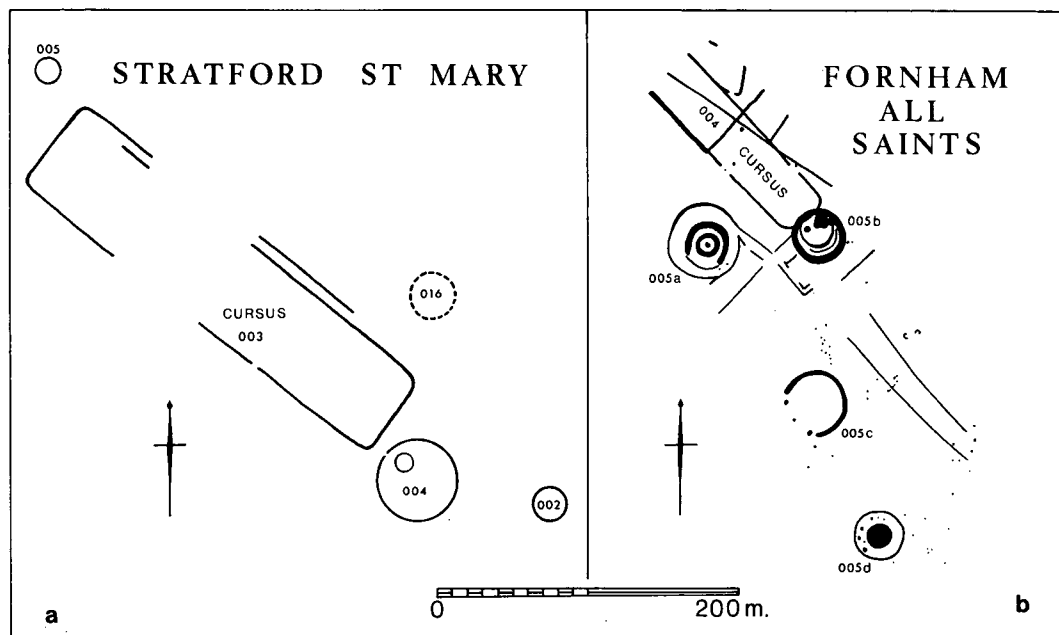 005
STRATFORD ST MARY
016
CURSUS
003
004
002
a
FORNHAM
ALL
SAINTS
004
CURSUS
005b
005a
005c
005d
0 200 m.
b